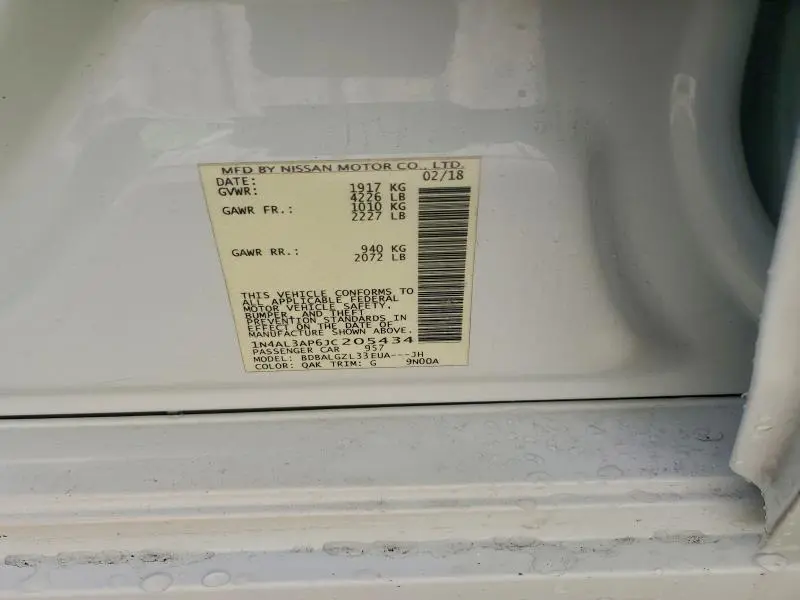 MFD BY NISSAN MOTOR CO., LTD.
DATE: 02/18
GVWR: 1917 KG
4226 LB
GAWR FR.: 1010 KG
2227 LB
GAWR RR.: 940 KG
2072 LB
THIS VEHICLE CONFORMS TO
ALL APPLICABLE FEDERAL
MOTOR VEHICLE SAFETY,
BUMPER, AND THEFT
PREVENTION STANDARDS IN
EFFECT ON THE DATE OF
MANUFACTURE SHOWN ABOVE.
1N4AL3AP6JC205434
PASSENGER CAR 957
MODEL: BDBALGZL33EUA---JH
COLOR: QAK TRIM: G 9N00A